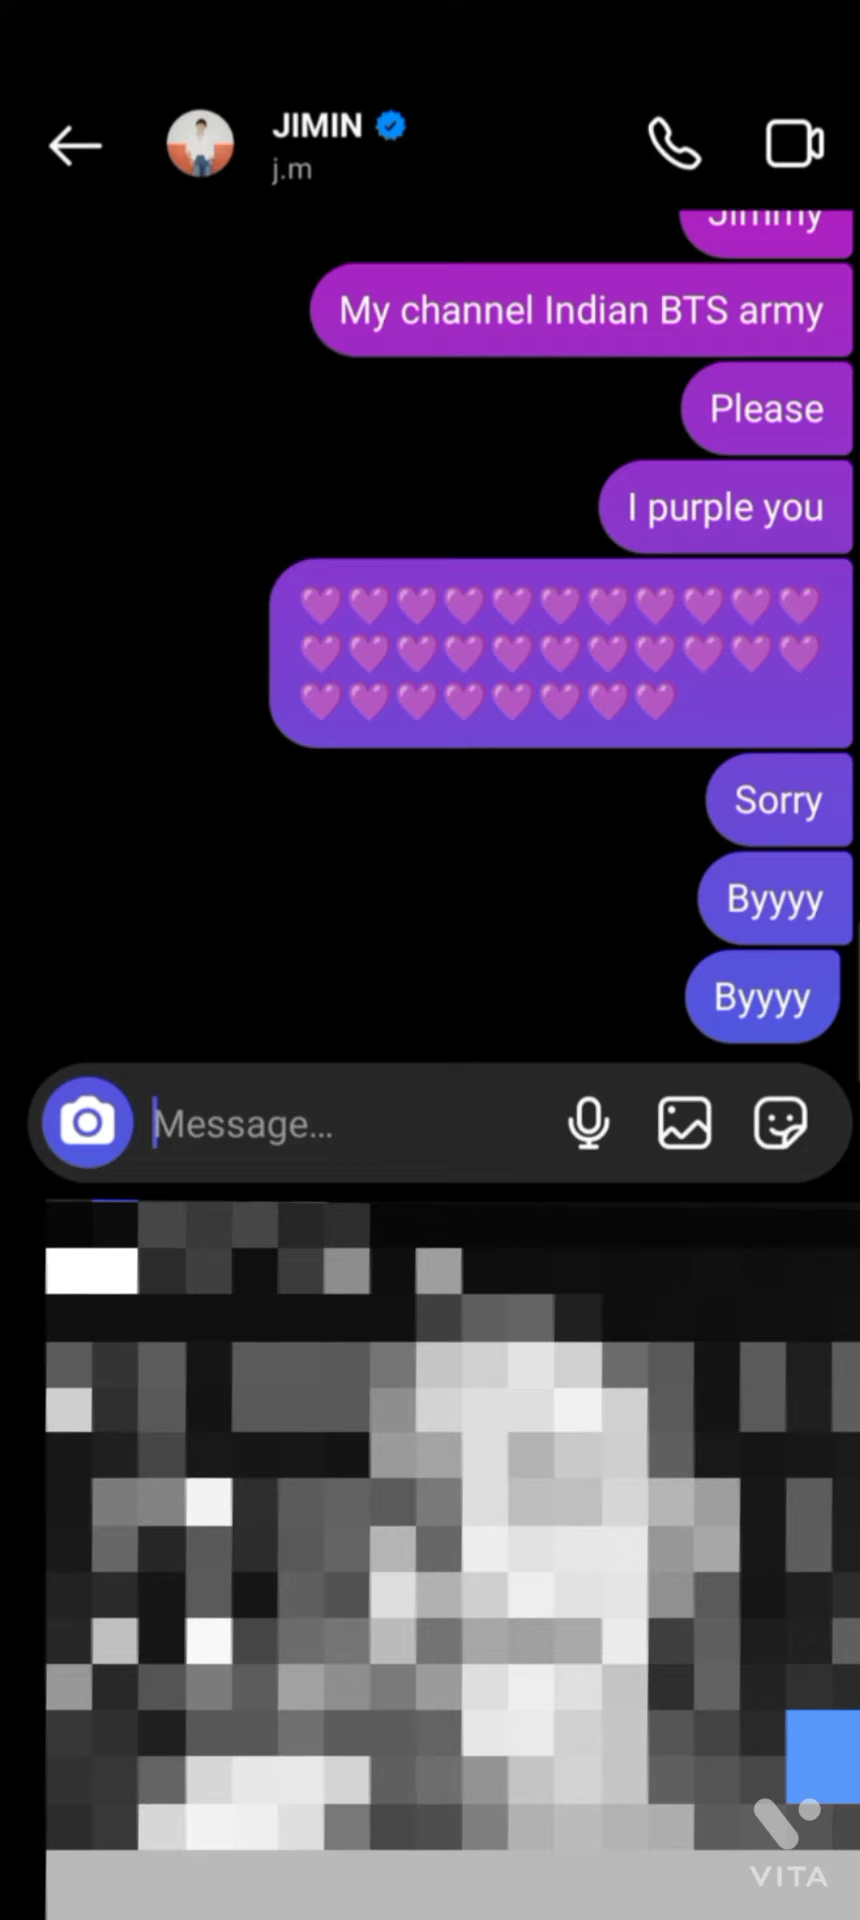 JIMIN
j.m
Jimmy
My channel Indian BTS army
Please
I purple you
💜💜💜💜💜💜💜💜💜💜💜
💜💜💜💜💜💜💜💜💜💜💜
💜💜💜💜💜💜💜💜
Sorry
Byyyy
Byyyy
Message...
VITA